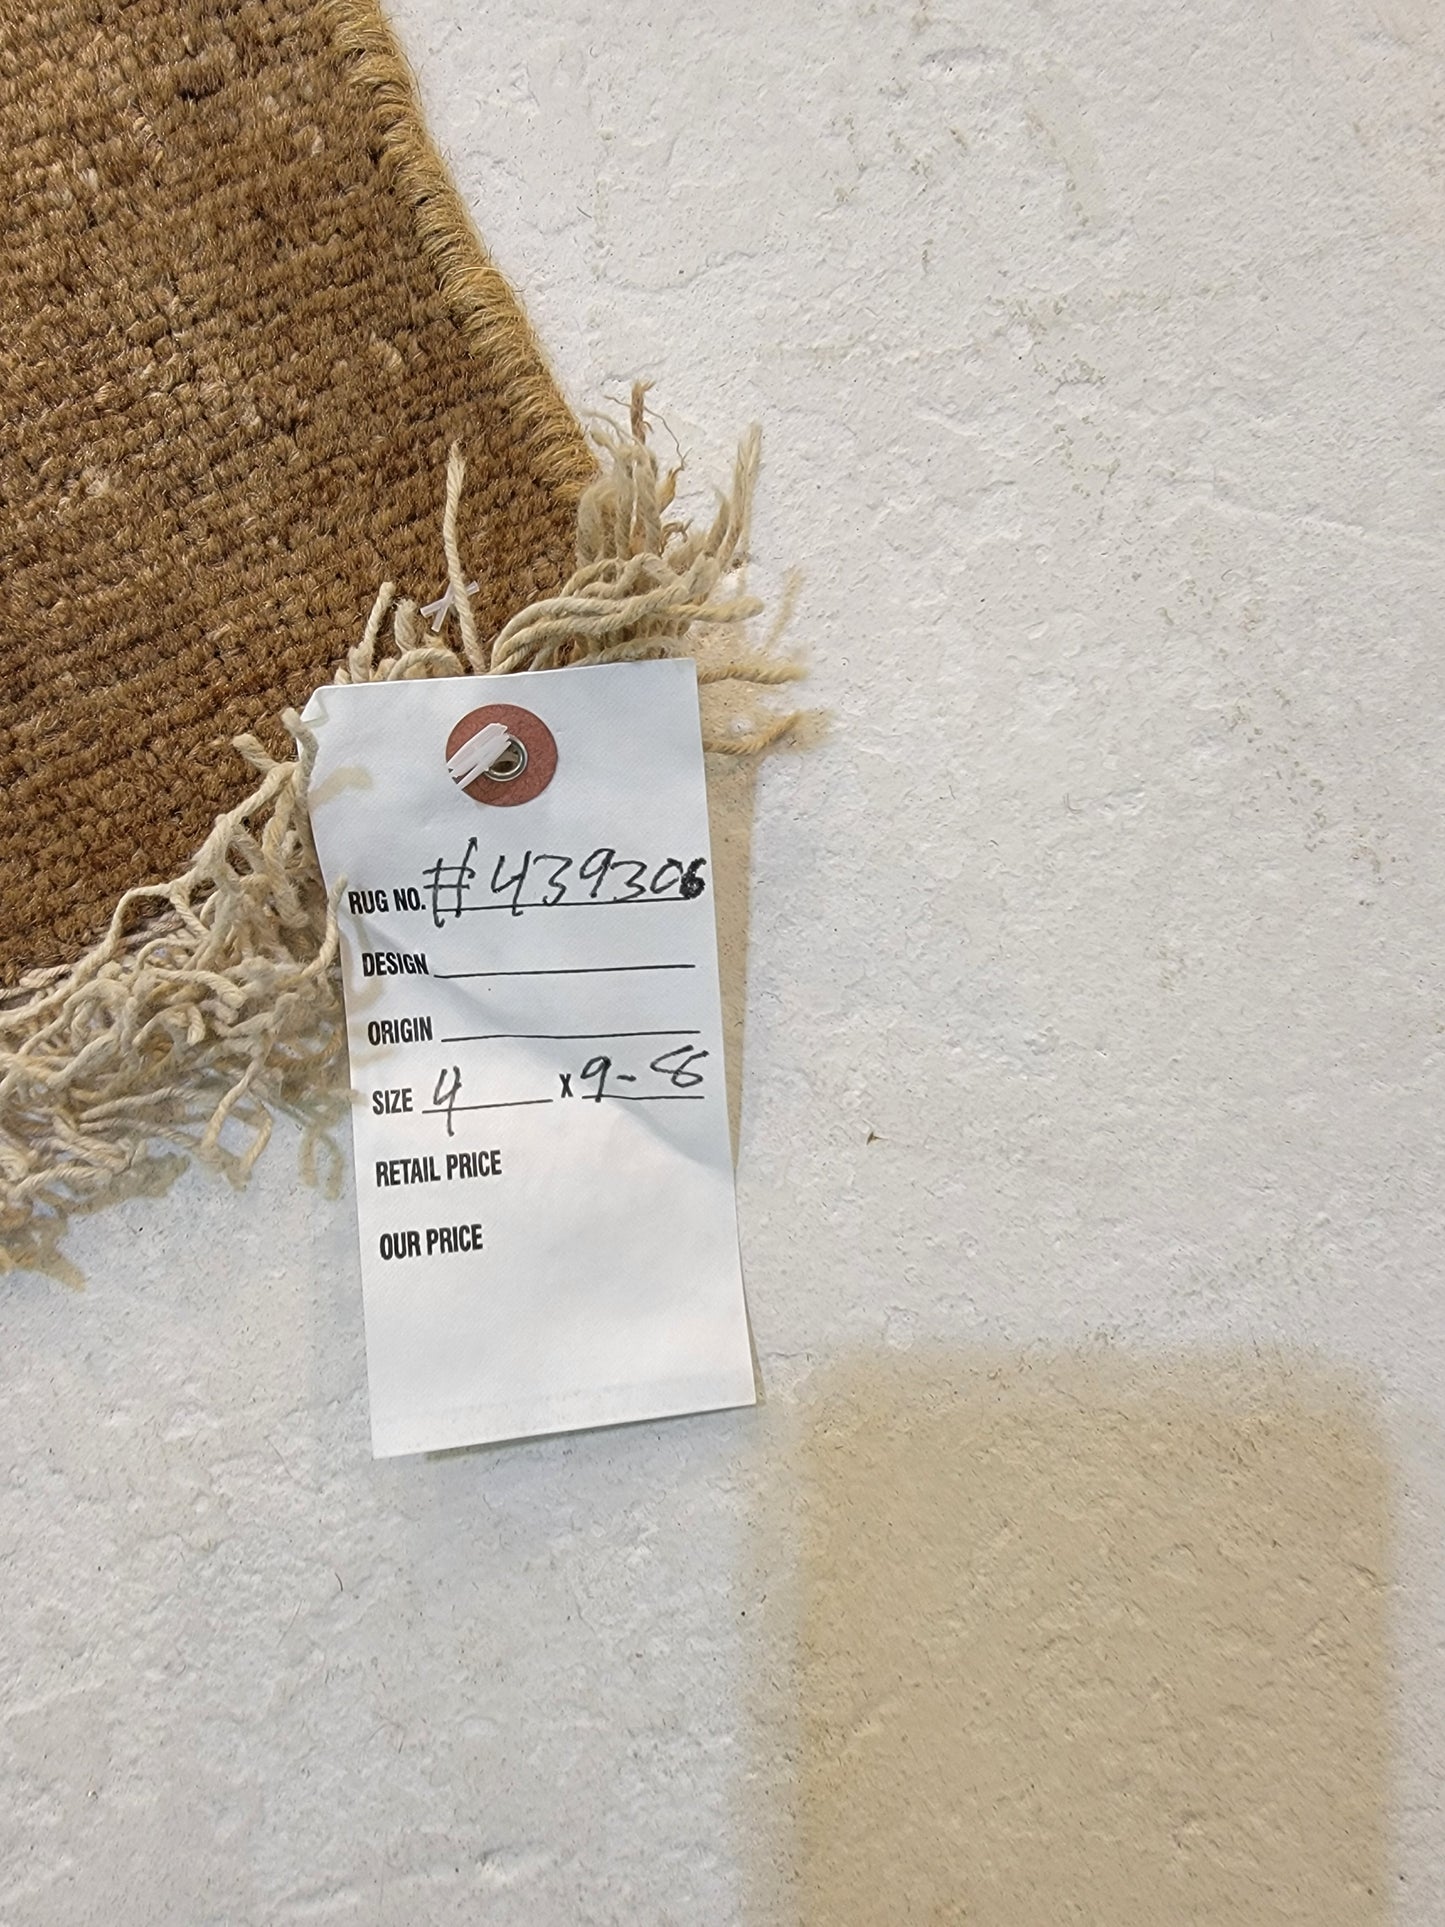 RUG NO. #439306
DESIGN
ORIGIN
SIZE 4 x 9-8
RETAIL PRICE
OUR PRICE